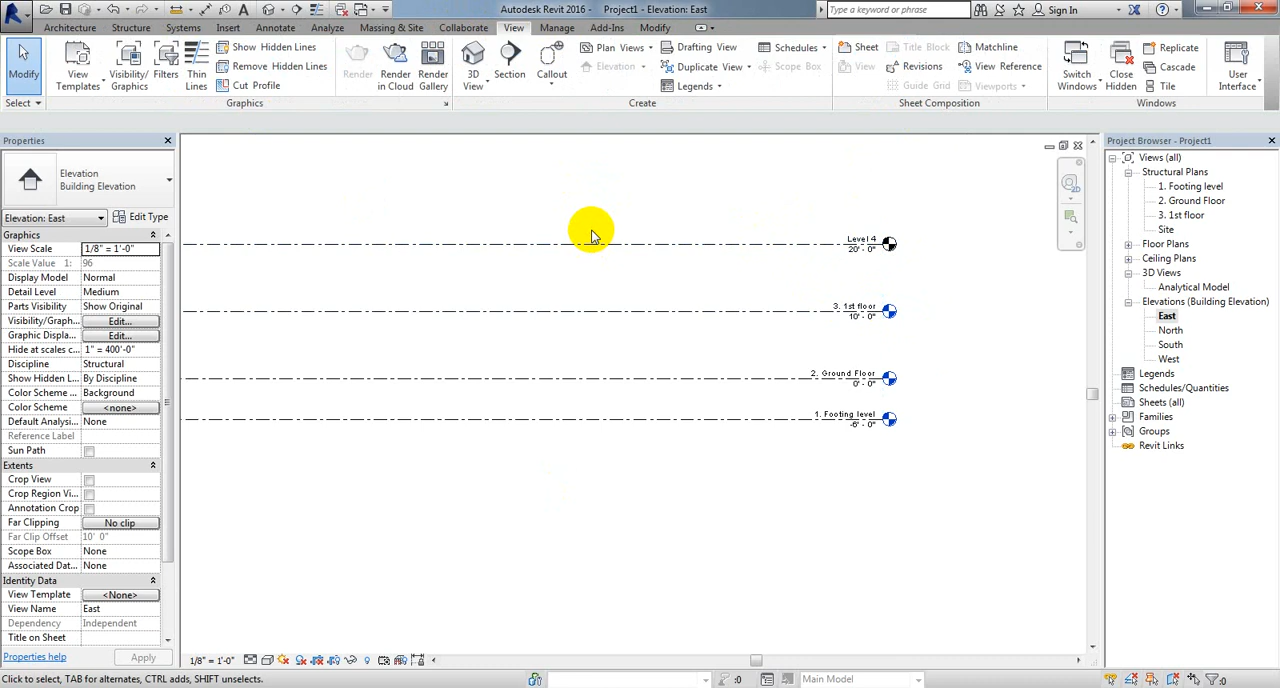 Autodesk Revit 2016 - Project1 - Elevation: East
Type a keyword or phrase
Sign In
Architecture Structure Systems Insert Annotate Analyze Massing & Site Collaborate View Manage Add-Ins Modify
Modify
Select
View Templates
Visibility/ Graphics
Filters
Thin Lines
Show Hidden Lines
Remove Hidden Lines
Cut Profile
Graphics
Render
Render in Cloud
Render Gallery
3D View
Section
Callout
Plan Views
Elevation
Drafting View
Duplicate View
Legends
Schedules
Scope Box
Create
Sheet
View
Title Block
Revisions
Guide Grid
Matchline
View Reference
Viewports
Sheet Composition
Switch Windows
Close Hidden
Replicate
Cascade
Tile
Windows
User Interface
Properties
Elevation
Building Elevation
Elevation: East
Edit Type
Graphics
View Scale 1/8" = 1'-0"
Scale Value 1: 96
Display Model Normal
Detail Level Medium
Parts Visibility Show Original
Visibility/Graph... Edit...
Graphic Displa... Edit...
Hide at scales c... 1" = 400'-0"
Discipline Structural
Show Hidden L... By Discipline
Color Scheme ... Background
Color Scheme <none>
Default Analysi... None
Reference Label
Sun Path
Extents
Crop View
Crop Region Vi...
Annotation Crop
Far Clipping No clip
Far Clip Offset 10' 0"
Scope Box None
Associated Dat... None
Identity Data
View Template <None>
View Name East
Dependency Independent
Title on Sheet
Properties help
Apply
Level 4
20' - 0"
3. 1st floor
10' - 0"
2. Ground Floor
0' - 0"
1. Footing level
-6' - 0"
2D
1/8" = 1'-0"
Project Browser - Project1
Views (all)
Structural Plans
1. Footing level
2. Ground Floor
3. 1st floor
Site
Floor Plans
Ceiling Plans
3D Views
Analytical Model
Elevations (Building Elevation)
East
North
South
West
Legends
Schedules/Quantities
Sheets (all)
Families
Groups
Revit Links
Click to select, TAB for alternates, CTRL adds, SHIFT unselects.
:0
Main Model
:0